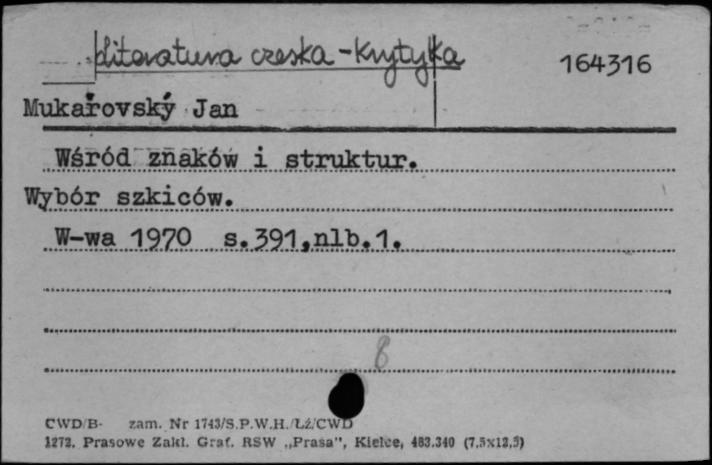 Literatura czeska - Krytyka
164316
Mukařovský Jan
Wśród znaków i struktur.
Wybór szkiców.
W-wa 1970 s.391,nlb.1.
8
CWD/B- zam. Nr 1743/S.P.W.H./Łź/CWD
1272. Prasowe Zakł. Graf. RSW „Prasa", Kielce, 483.340 (7,5x12,5)